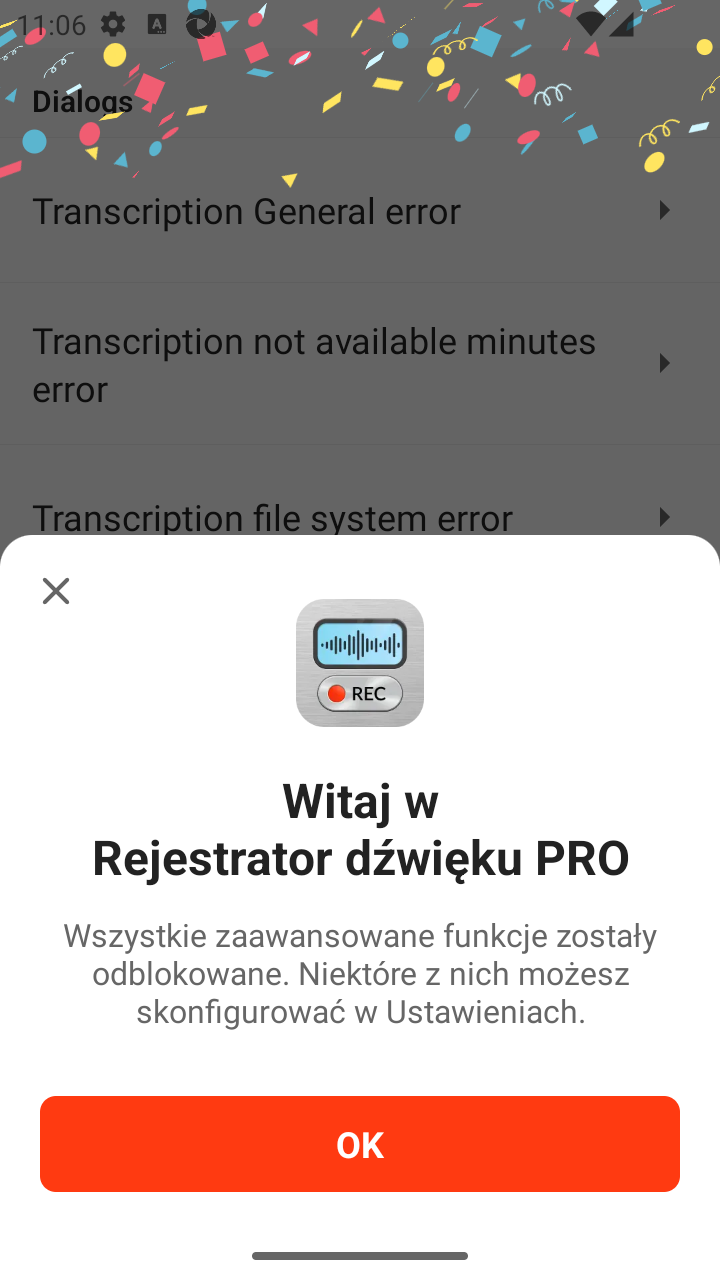 11:06
Dialogs
Transcription General error
Transcription not available minutes
error
Transcription file system error
REC
Witaj w
Rejestrator dźwięku PRO
Wszystkie zaawansowane funkcje zostały
odblokowane. Niektóre z nich możesz
skonfigurować w Ustawieniach.
OK